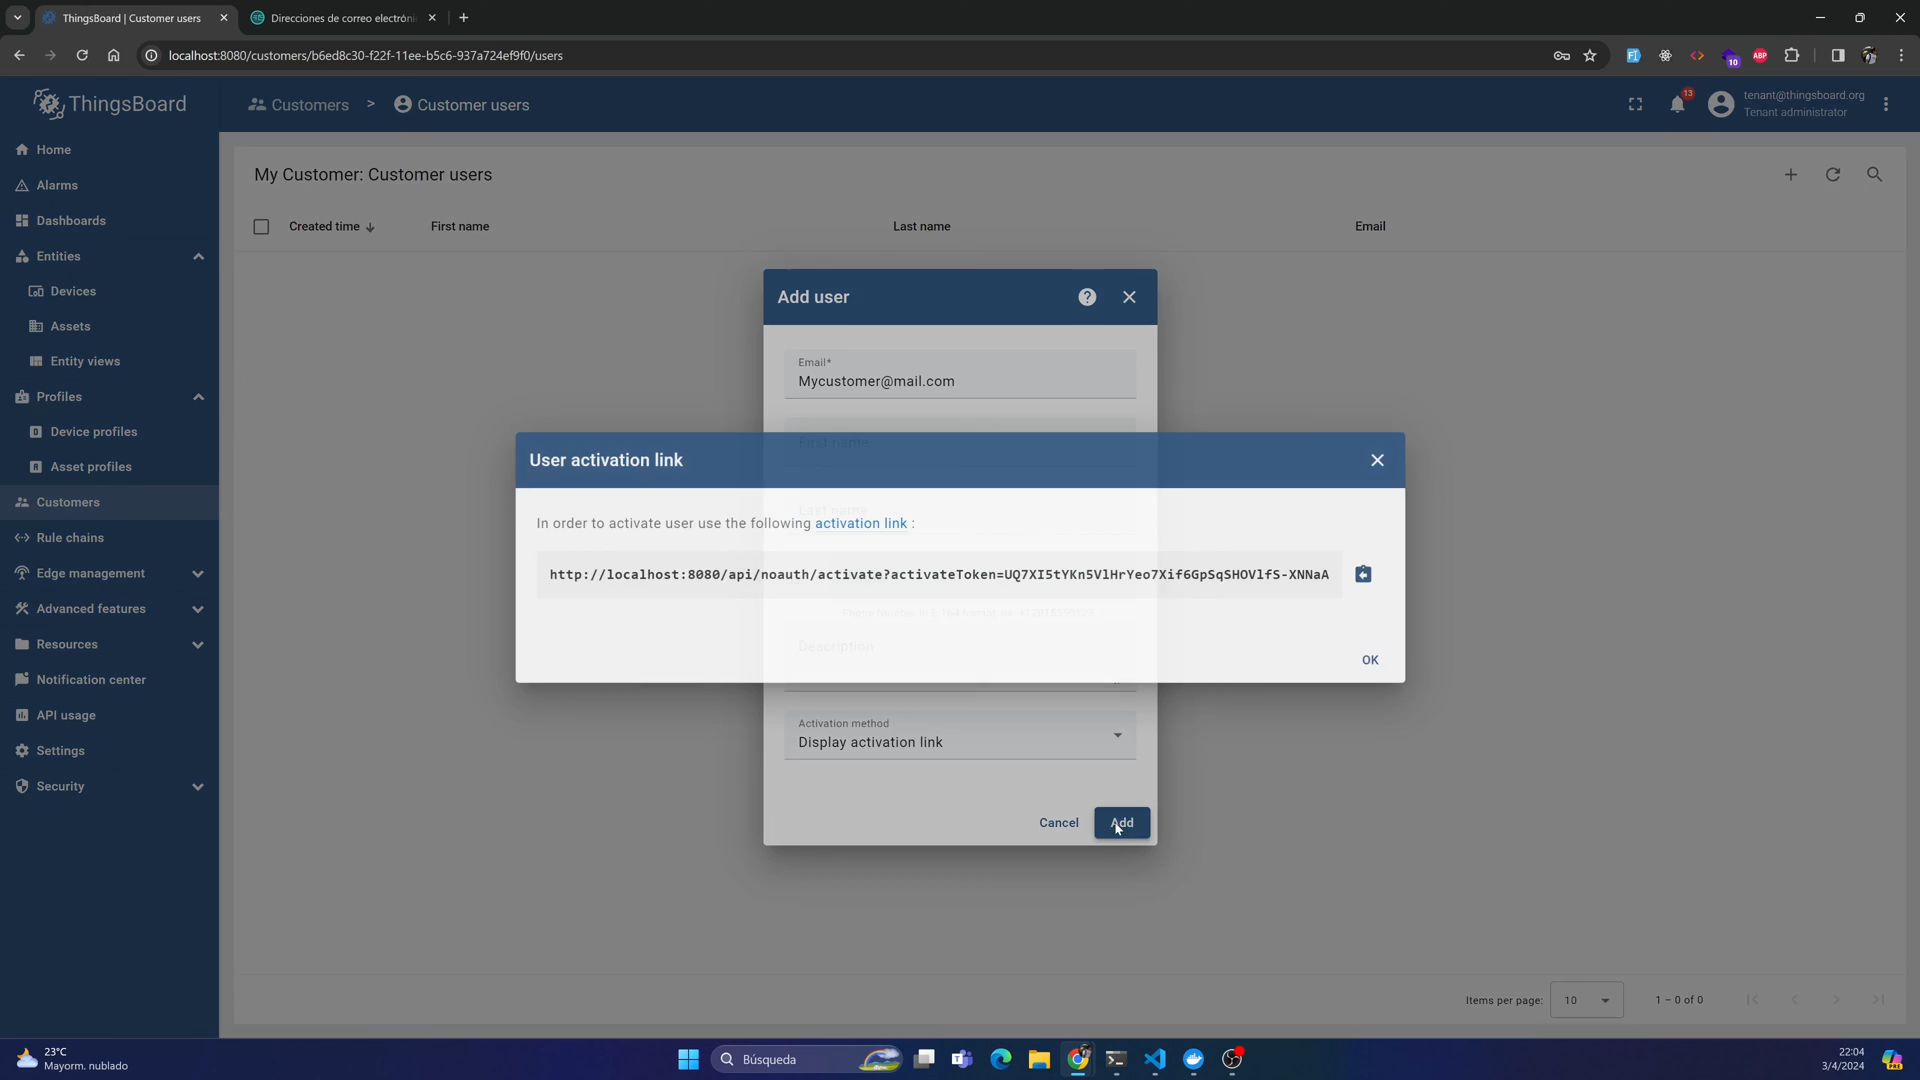 ThingsBoard | Customer users
Direcciones de correo electróni
localhost:8080/customers/b6ed8c30-f22f-11ee-b5c6-937a724ef9f0/users
10
ABP
ThingsBoard
Customers > Customer users
13
tenant@thingsboard.org
Tenant administrator
Home
Alarms
Dashboards
Entities
Devices
Assets
Entity views
Profiles
Device profiles
Asset profiles
Customers
Rule chains
Edge management
Advanced features
Resources
Notification center
API usage
Settings
Security
My Customer: Customer users
Created time
First name
Last name
Email
Add user
Email*
Mycustomer@mail.com
First name
User activation link
Last name
In order to activate user use the following activation link :
http://localhost:8080/api/noauth/activate?activateToken=UQ7XI5tYKn5VlHrYeo7Xif6GpSqSHOVlfS-XNNaA
Description
OK
Activation method
Display activation link
Cancel
Add
Items per page:
10
1 – 0 of 0
23°C
Mayorm. nublado
Búsqueda
22:04
3/4/2024